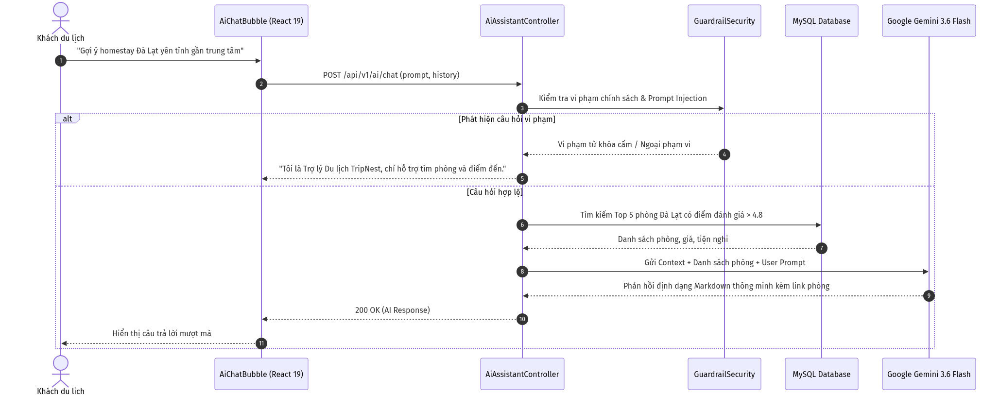 Khách du lịch
AiChatBubble (React 19)
AiAssistantController
GuardrailSecurity
MySQL Database
Google Gemini 3.6 Flash
"Gợi ý homestay Đà Lạt yên tĩnh gần trung tâm"
1
POST /api/v1/ai/chat (prompt, history)
2
Kiểm tra vi phạm chính sách & Prompt Injection
3
alt
[Phát hiện câu hỏi vi phạm]
Vi phạm từ khóa cấm / Ngoại phạm vi
4
"Tôi là Trợ lý Du lịch TripNest, chỉ hỗ trợ tìm phòng và điểm đến."
5
[Câu hỏi hợp lệ]
Tìm kiếm Top 5 phòng Đà Lạt có điểm đánh giá > 4.8
6
Danh sách phòng, giá, tiện nghi
7
Gửi Context + Danh sách phòng + User Prompt
8
Phản hồi định dạng Markdown thông minh kèm link phòng
9
200 OK (AI Response)
10
Hiển thị câu trả lời mượt mà
11
Khách du lịch
AiChatBubble (React 19)
AiAssistantController
GuardrailSecurity
MySQL Database
Google Gemini 3.6 Flash